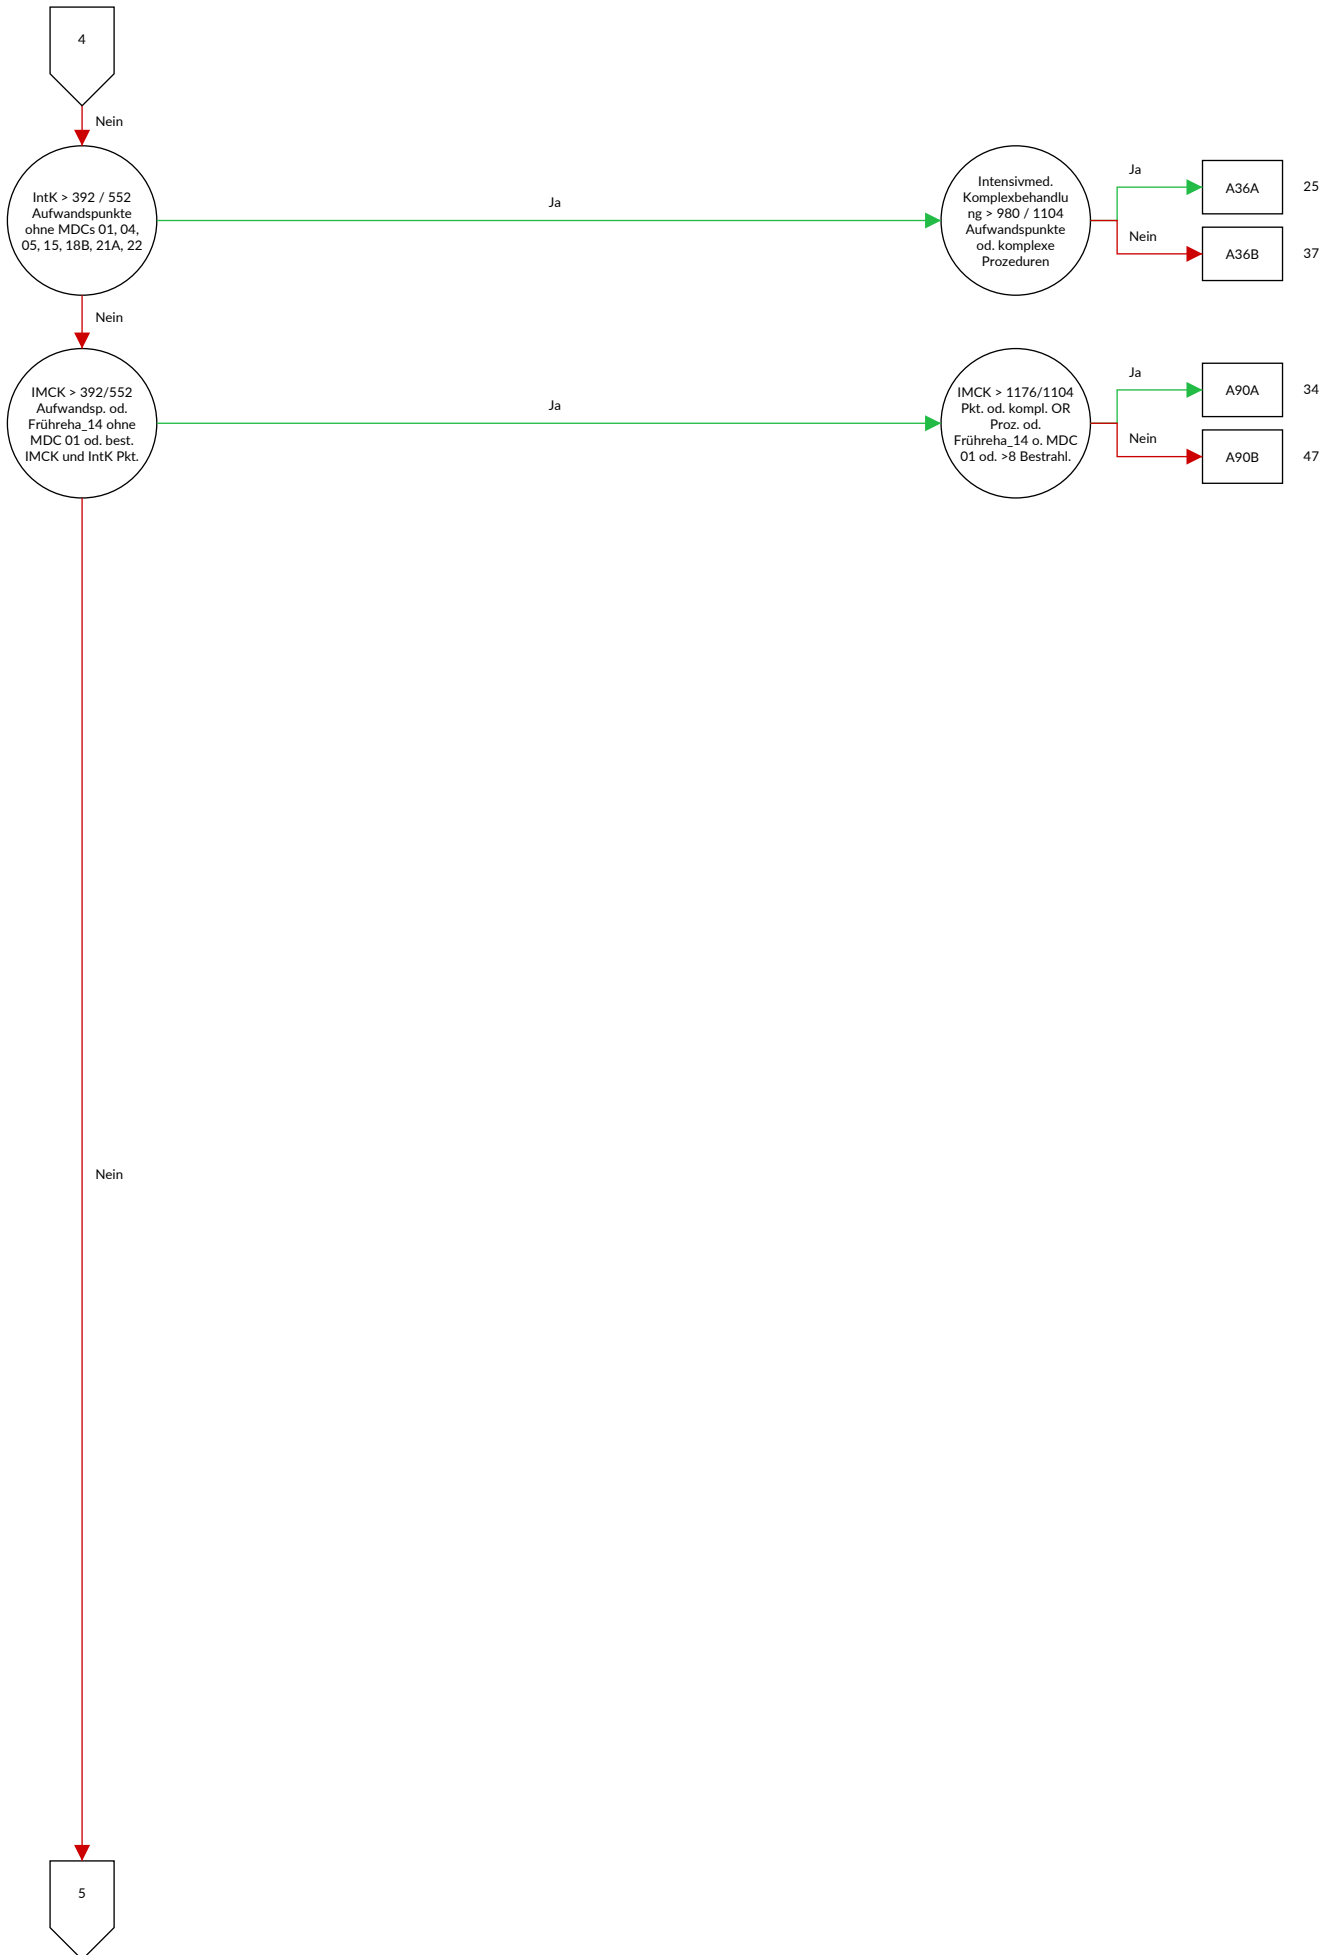 4
Nein
IntK > 392 / 552
Aufwandspunkte
ohne MDCs 01, 04,
05, 15, 18B, 21A, 22
Ja
Intensivmed.
Komplexbehandlu
ng > 980 / 1104
Aufwandspunkte
od. komplexe
Prozeduren
Ja
A36A
25
Nein
A36B
37
Nein
IMCK > 392/552
Aufwandsp. od.
Frühreha_14 ohne
MDC 01 od. best.
IMCK und IntK Pkt.
Ja
IMCK > 1176/1104
Pkt. od. kompl. OR
Proz. od.
Frühreha_14 o. MDC
01 od. >8 Bestrahl.
Ja
A90A
34
Nein
A90B
47
Nein
5